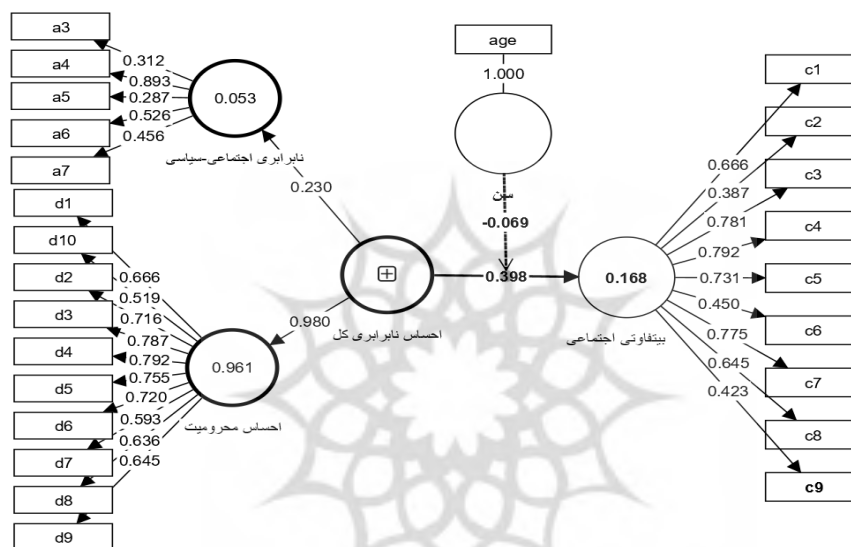 a3
a4
a5
a6
a7
0.312
0.893
0.287
0.526
0.456
0.053
نابرابری اجتماعی-سیاسی
0.230
d1
d10
d2
d3
d4
d5
d6
d7
d8
d9
0.666
0.519
0.716
0.787
0.792
0.755
0.720
0.593
0.636
0.645
0.961
احساس محرومیت
0.980
احساس نابرابری کل
age
1.000
سن
-0.069
0.398
0.168
بیتفاوتی اجتماعی
0.666
0.387
0.781
0.792
0.731
0.450
0.775
0.645
0.423
c1
c2
c3
c4
c5
c6
c7
c8
c9